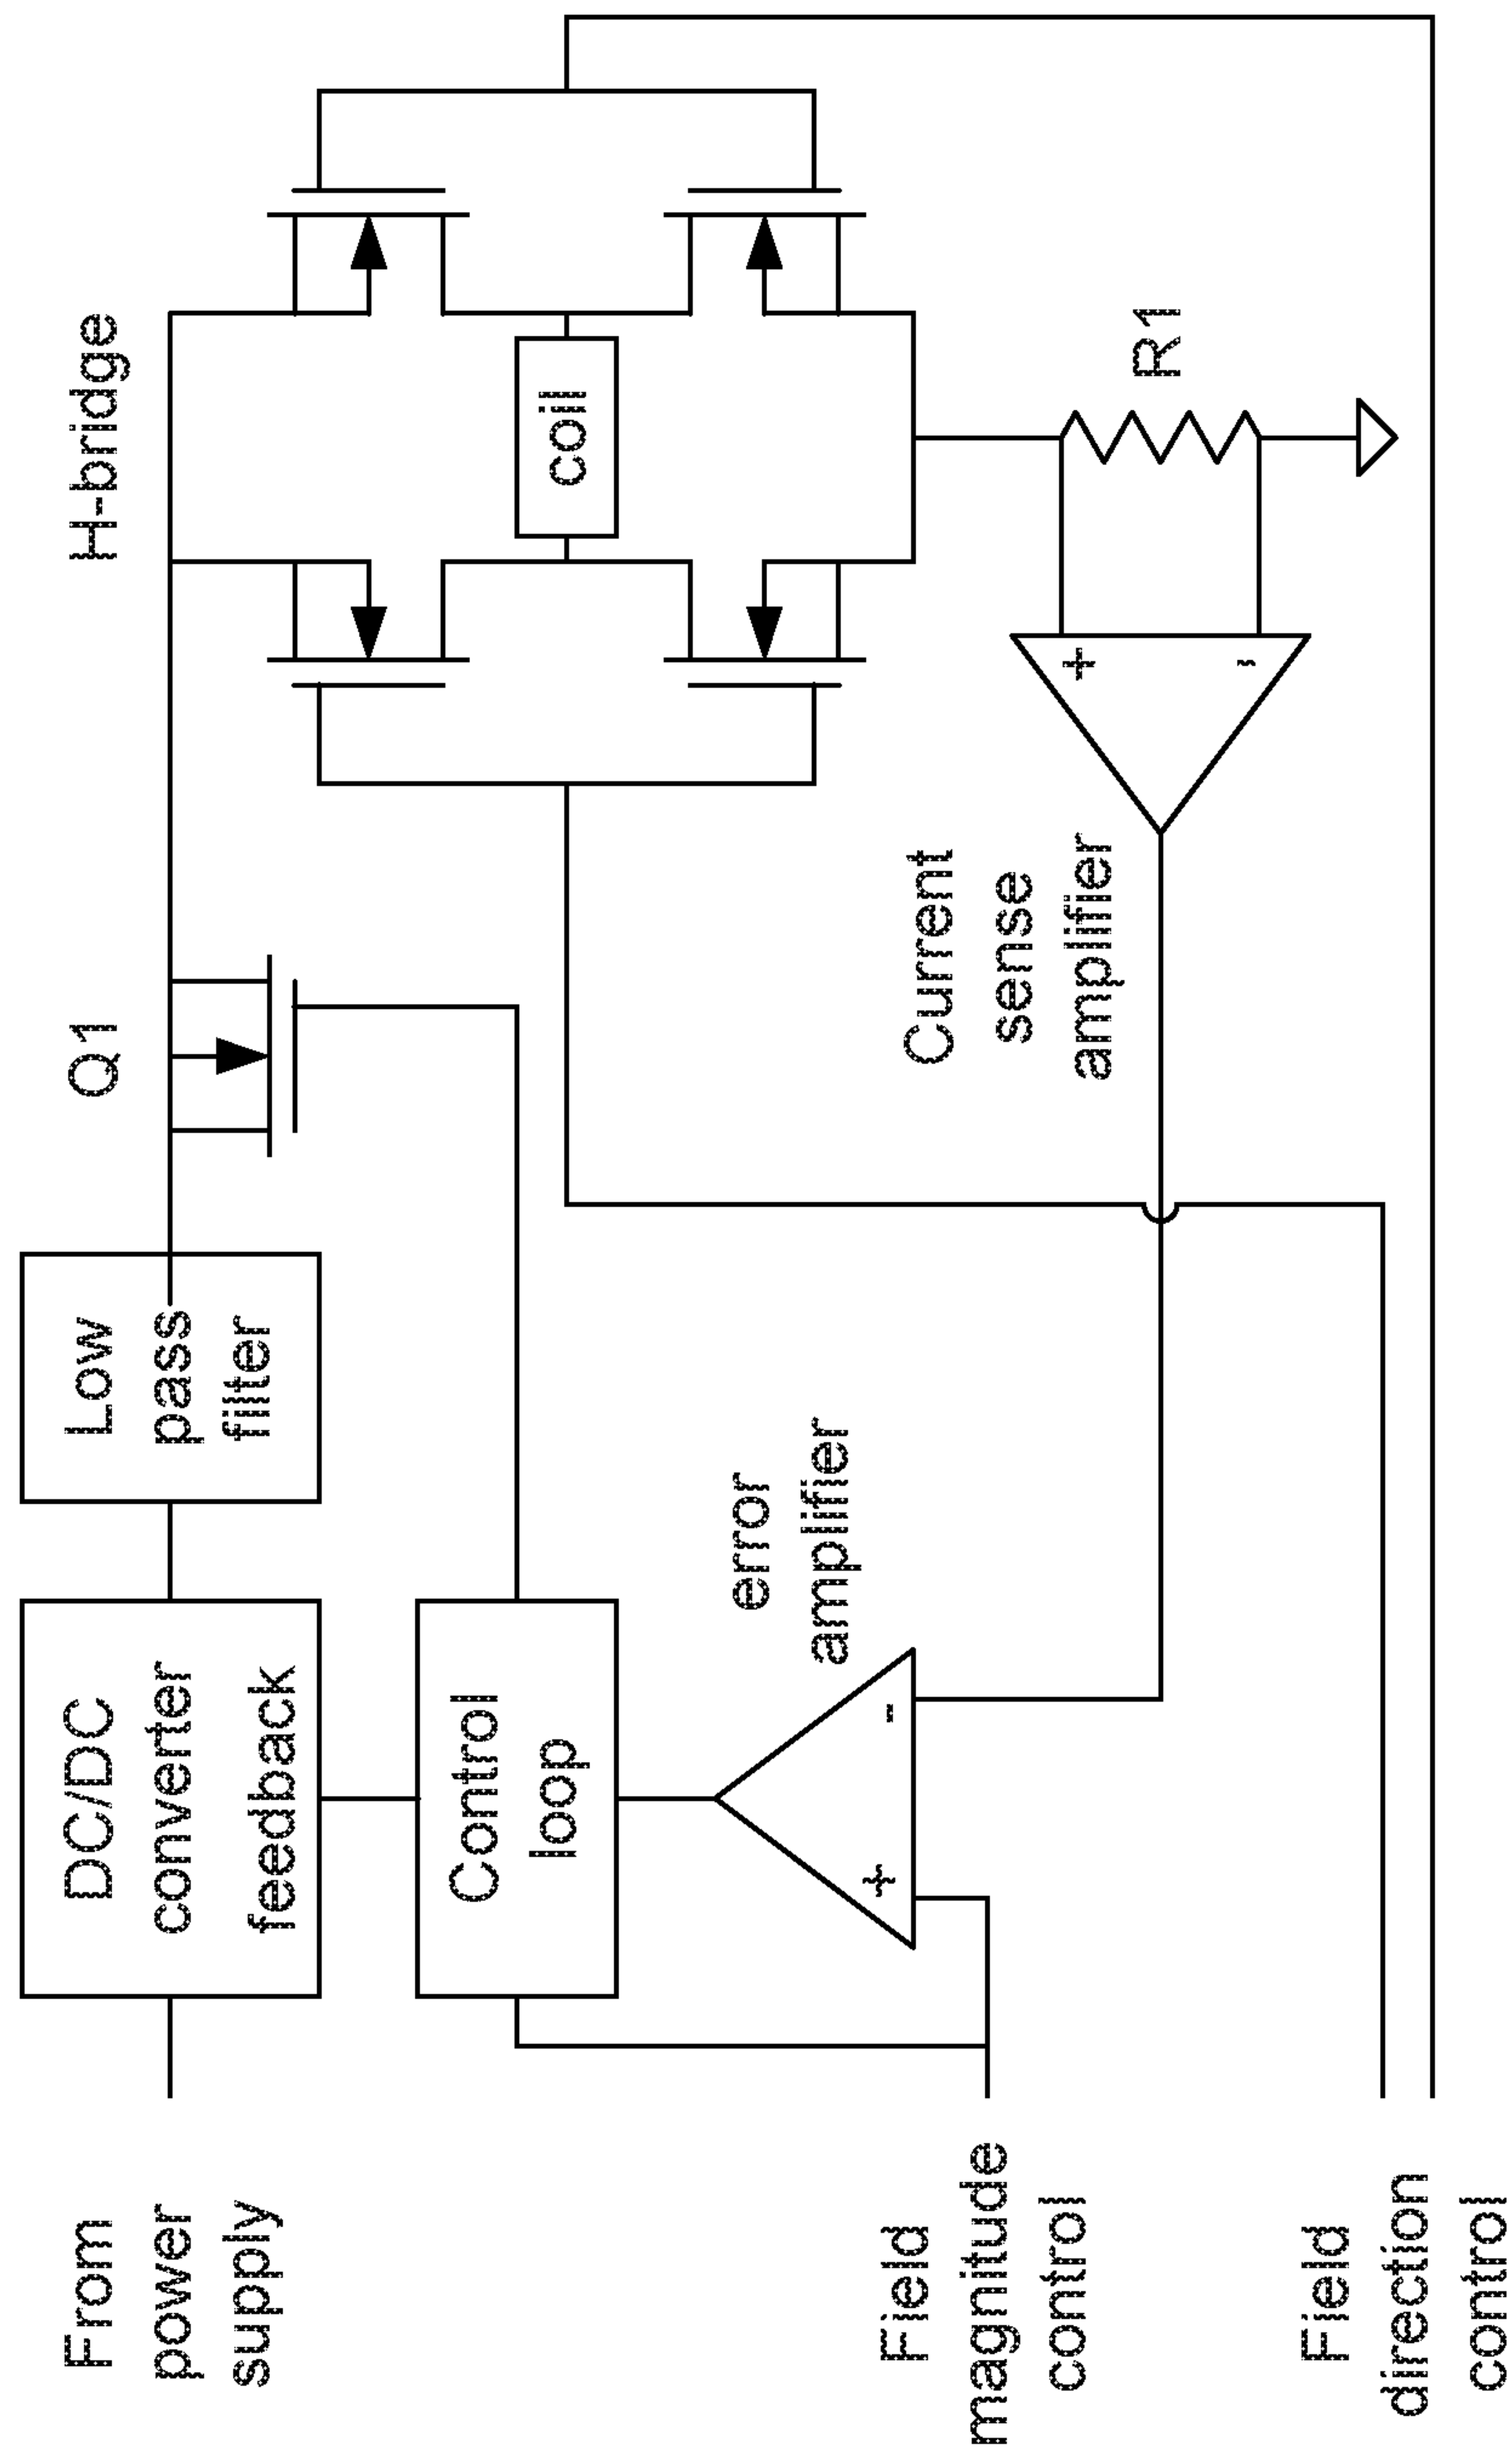 From
power
supply
DC/DC
converter
feedback
Low
pass
filter
Q1
H-bridge
coil
Control
loop
error
amplifier
+
-
Current
sense
amplifier
+
-
R1
Field
magnitude
control
Field
direction
control